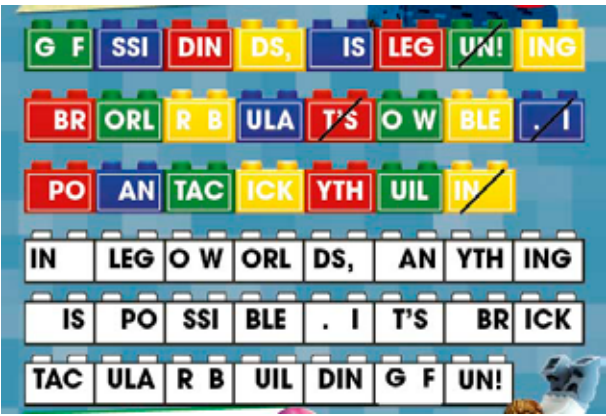 G F SSI DIN DS, IS LEG UN! ING
BR ORL R B ULA T'S O W BLE . I
PO AN TAC ICK YTH UIL IN
IN LEG O W ORL DS, AN YTH ING
IS PO SSI BLE . I T'S BR ICK
TAC ULA R B UIL DIN G F UN!